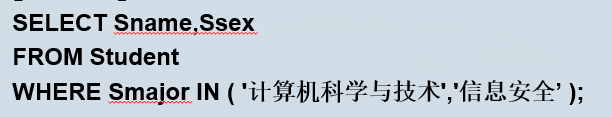 SELECT Sname,Ssex
FROM Student
WHERE Smajor IN ( '计算机科学与技术','信息安全’ );